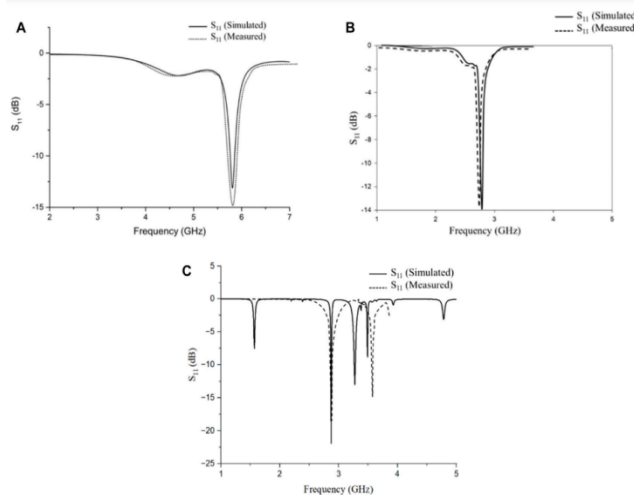 A
S11 (Simulated)
S11 (Measured)
0
-5
-10
-15
S11 (dB)
2
3
4
5
6
7
Frequency (GHz)
B
S11 (Simulated)
S11 (Measured)
0
-2
-4
-6
-8
-10
-12
-14
S11 (dB)
1
2
3
4
5
Frequency (GHz)
C
S11 (Simulated)
S11 (Measured)
5
0
−5
−10
−15
−20
−25
S11 (dB)
1
2
3
4
5
Frequency (GHz)